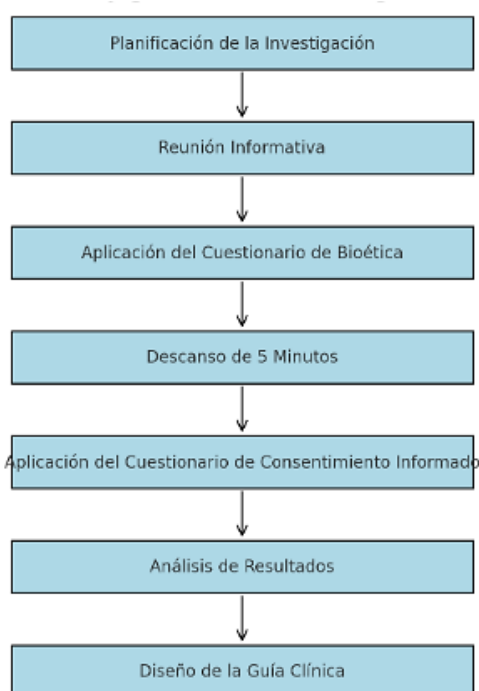 Planificación de la Investigación
Reunión Informativa
Aplicación del Cuestionario de Bioética
Descanso de 5 Minutos
Aplicación del Cuestionario de Consentimiento Informado
Análisis de Resultados
Diseño de la Guía Clínica